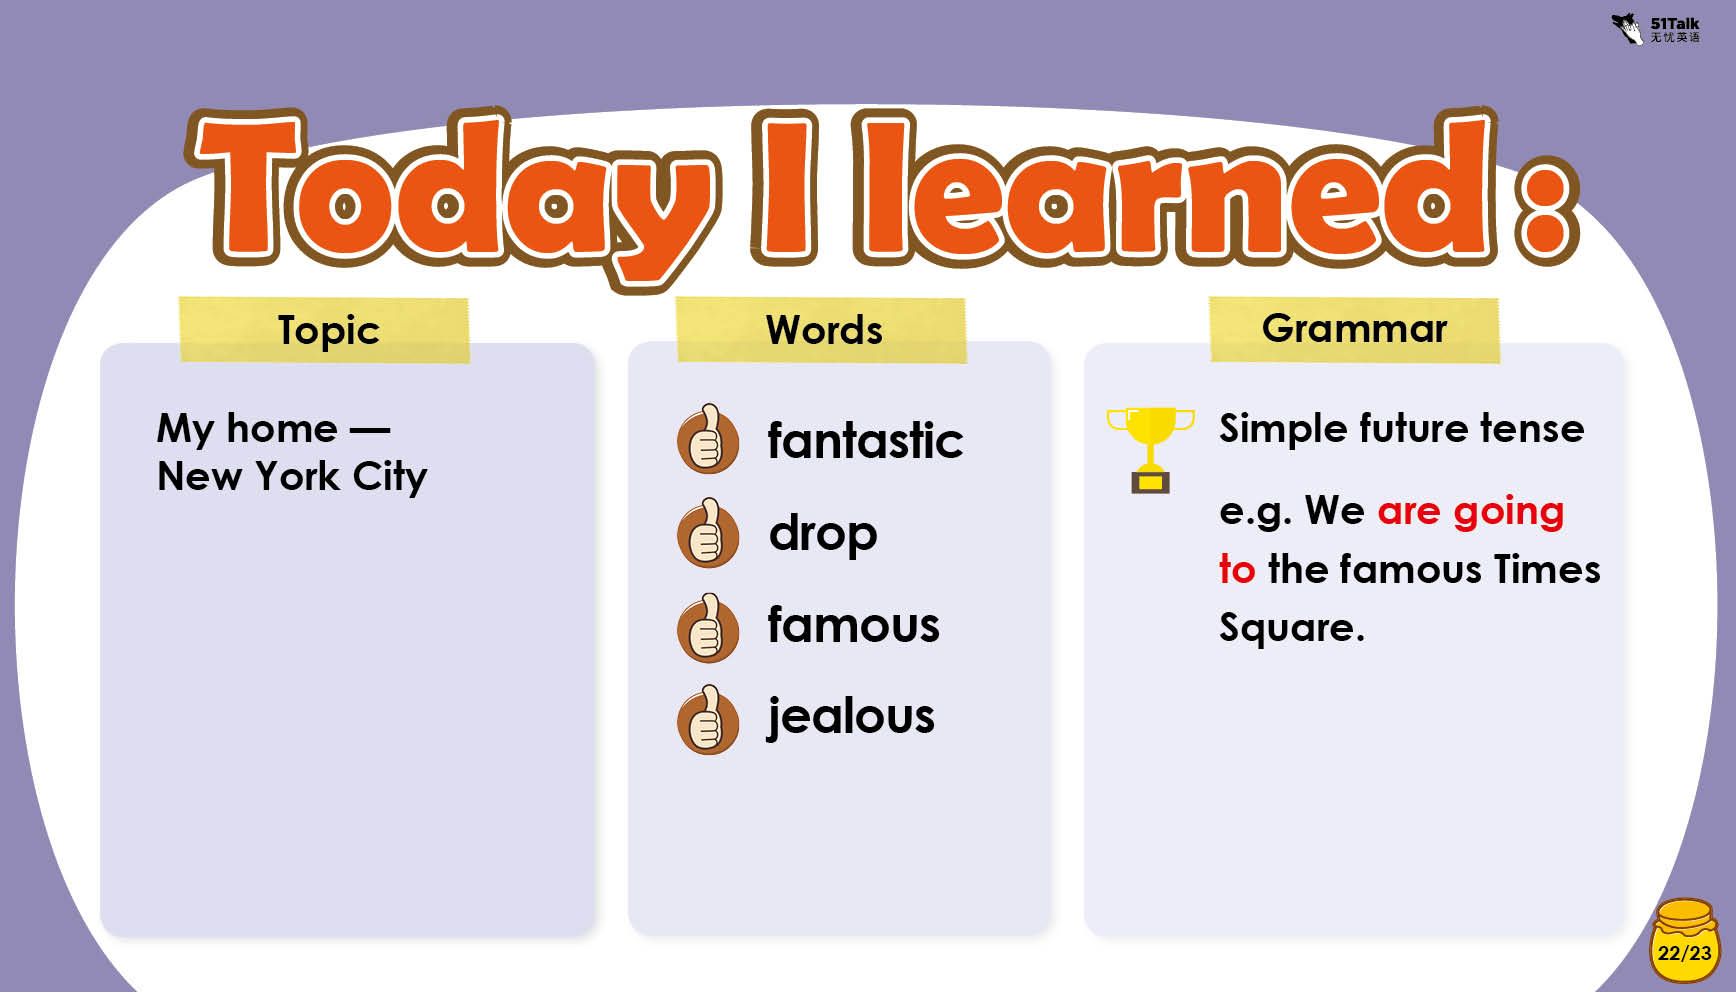 51Talk
无忧英语
Today I learned :
Topic
My home —
New York City
Words
fantastic
drop
famous
jealous
Grammar
Simple future tense
e.g. We are going
to the famous Times
Square.
22/23